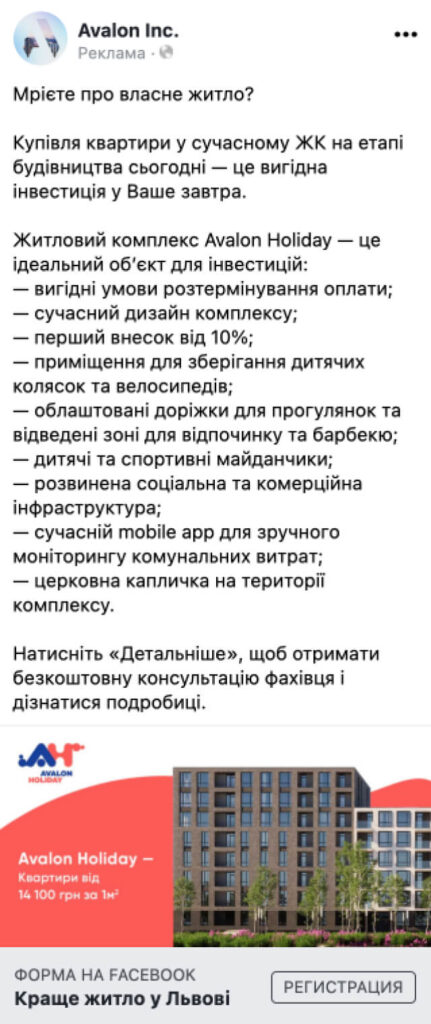 Avalon Inc.
Реклама ·
Мрієте про власне житло?
Купівля квартири у сучасному ЖК на етапі
будівництва сьогодні — це вигідна
інвестиція у Ваше завтра.
Житловий комплекс Avalon Holiday — це
ідеальний об’єкт для інвестицій:
— вигідні умови розтермінування оплати;
— сучасний дизайн комплексу;
— перший внесок від 10%;
— приміщення для зберігання дитячих
колясок та велосипедів;
— облаштовані доріжки для прогулянок та
відведені зоні для відпочинку та барбекю;
— дитячі та спортивні майданчики;
— розвинена соціальна та комерційна
інфраструктура;
— сучасній mobile app для зручного
моніторингу комунальних витрат;
— церковна капличка на території
комплексу.
Натисніть «Детальніше», щоб отримати
безкоштовну консультацію фахівця і
дізнатися подробиці.
AH
AVALON
HOLIDAY
Avalon Holiday —
Квартири від
14 100 грн за 1м²
ФОРМА НА FACEBOOK
Краще житло у Львові
РЕГИСТРАЦИЯ